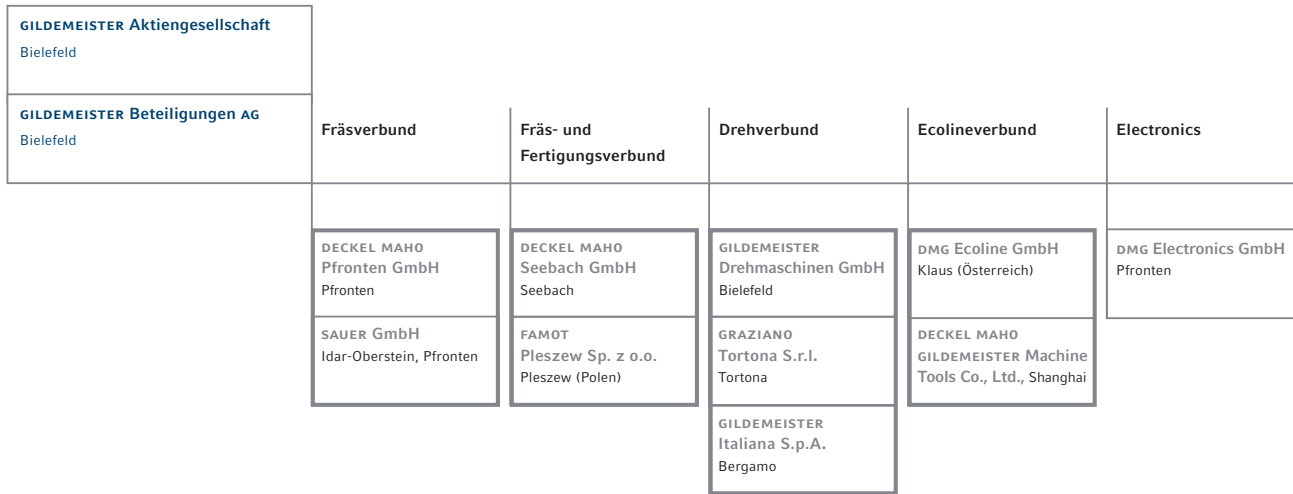 GILDEMEISTER Aktiengesellschaft
Bielefeld
GILDEMEISTER Beteiligungen AG
Bielefeld
Fräsverbund
Fräs- und
Fertigungsverbund
Drehverbund
Ecolineverbund
Electronics
DECKEL MAHO
Pfronten GmbH
Pfronten
SAUER GmbH
Idar-Oberstein, Pfronten
DECKEL MAHO
Seebach GmbH
Seebach
FAMOT
Pleszew Sp. z o.o.
Pleszew (Polen)
GILDEMEISTER
Drehmaschinen GmbH
Bielefeld
GRAZIANO
Tortona S.r.l.
Tortona
GILDEMEISTER
Italiana S.p.A.
Bergamo
DMG Ecoline GmbH
Klaus (Österreich)
DECKEL MAHO
GILDEMEISTER Machine
Tools Co., Ltd., Shanghai
DMG Electronics GmbH
Pfronten